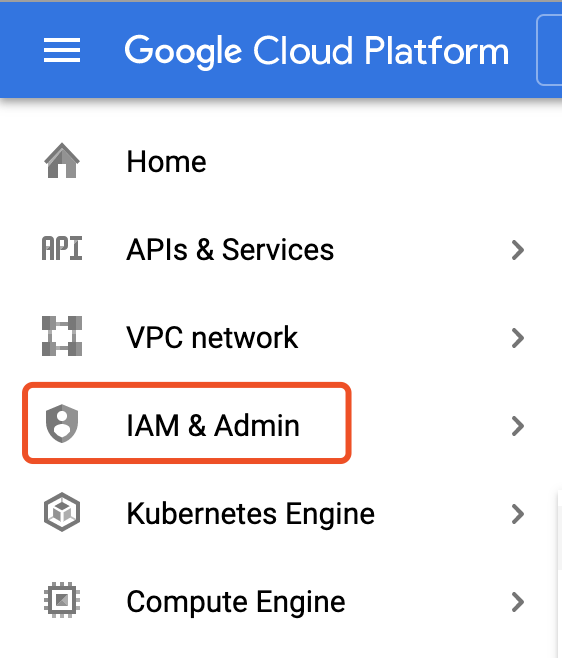 Google Cloud Platform
Home
API APIs & Services
VPC network
IAM & Admin
Kubernetes Engine
Compute Engine